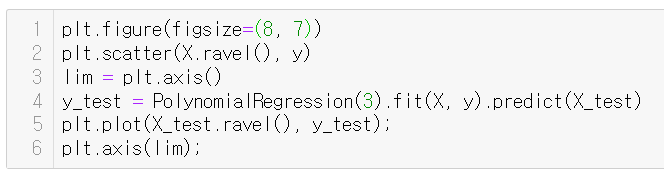 1 plt.figure(figsize=(8, 7))
2 plt.scatter(X.ravel(), y)
3 lim = plt.axis()
4 y_test = PolynomialRegression(3).fit(X, y).predict(X_test)
5 plt.plot(X_test.ravel(), y_test);
6 plt.axis(lim);